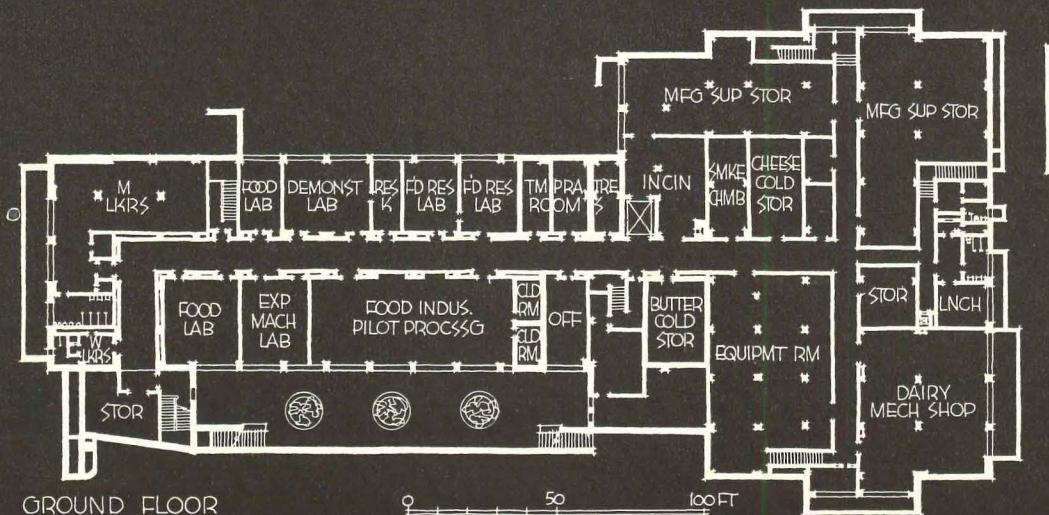 MFG SUP STOR
MFG SUP STOR
M
LKRS
FOOD
LAB
DEMONST
LAB
RES
K
F'D RES
LAB
F'D RES
LAB
TM
ROOM
PRA
ROOM
TRE
S
INCIN
SMKE
CHMB
CHEESE
COLD
STOR
FOOD
LAB
EXP
MACH
LAB
FOOD INDUS.
PILOT PROCSSG
CLD
RM
CLD
RM
OFF
BUTTER
COLD
STOR
EQUIPMT RM
STOR
LNCH
W
LKRS
STOR
DAIRY
MECH SHOP
GROUND FLOOR
0 50 100 FT